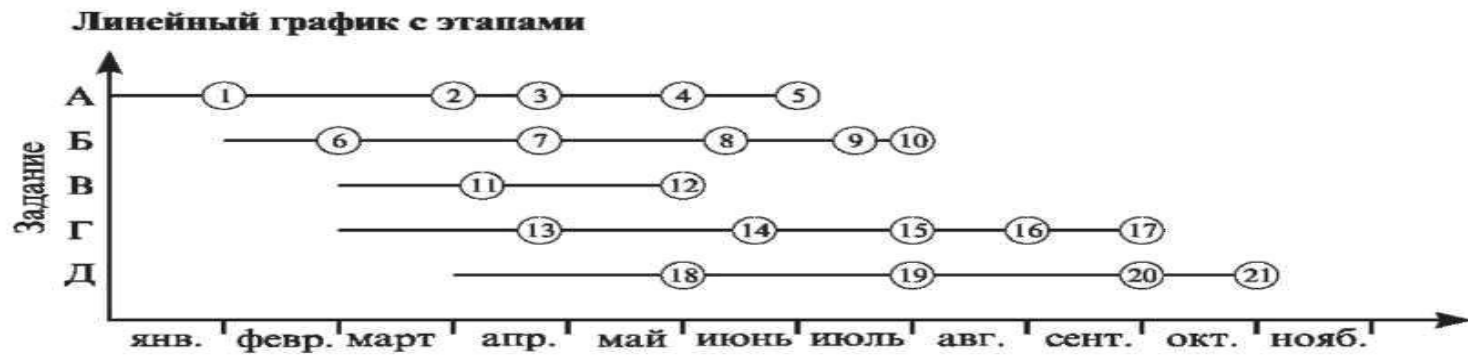 Линейный график с этапами
Задание
А 1 2 3 4 5
Б 6 7 8 9 10
В 11 12
Г 13 14 15 16 17
Д 18 19 20 21
янв. февр. март апр. май июнь июль авг. сент. окт. нояб.